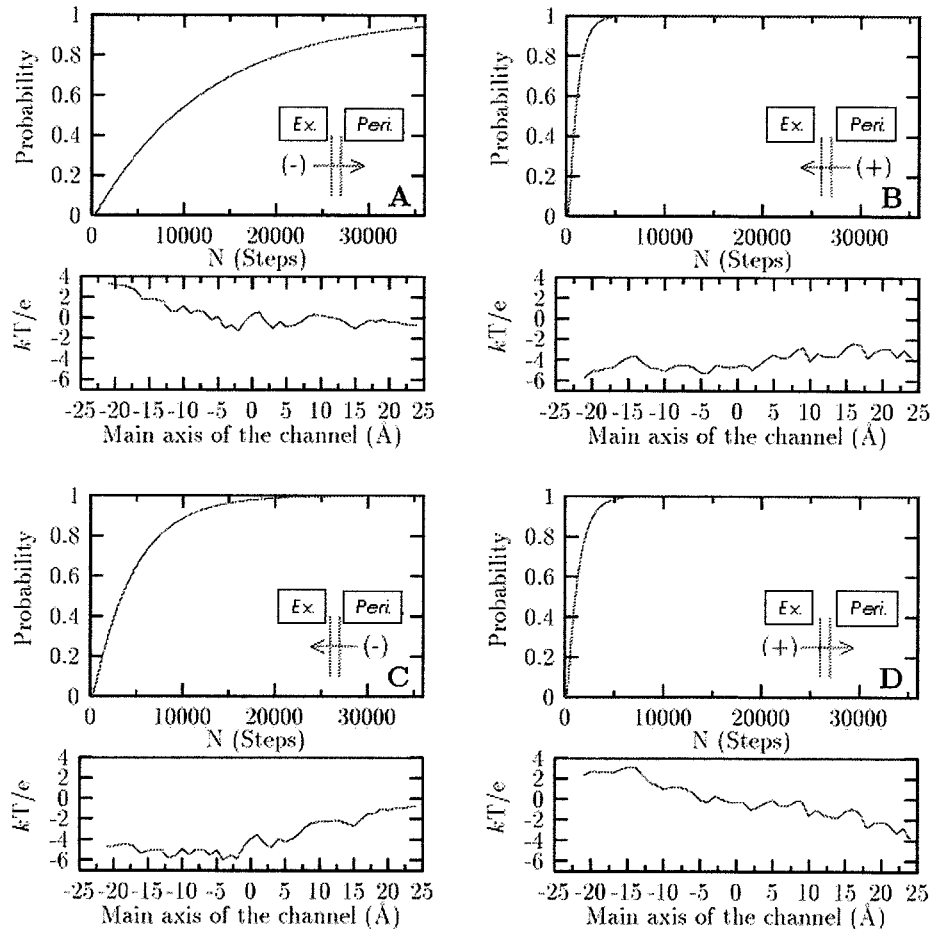 1
0.8
0.6
0.4
0.2
0
Probability
Ex. Peri.
(-)
A
0 10000 20000 30000
N (Steps)
4
2
0
-2
-4
-6
kT/e
-25 -20 -15 -10 -5 0 5 10 15 20 25
Main axis of the channel (Å)
1
0.8
0.6
0.4
0.2
0
Probability
Ex. Peri.
(+)
B
0 10000 20000 30000
N (Steps)
4
2
0
-2
-4
-6
kT/e
-25 -20 -15 -10 -5 0 5 10 15 20 25
Main axis of the channel (Å)
1
0.8
0.6
0.4
0.2
0
Probability
Ex. Peri.
(-)
C
0 10000 20000 30000
N (Steps)
4
2
0
-2
-4
-6
kT/e
-25 -20 -15 -10 -5 0 5 10 15 20 25
Main axis of the channel (Å)
1
0.8
0.6
0.4
0.2
0
Probability
Ex. Peri.
(+)
D
0 10000 20000 30000
N (Steps)
4
2
0
-2
-4
-6
kT/e
-25 -20 -15 -10 -5 0 5 10 15 20 25
Main axis of the channel (Å)